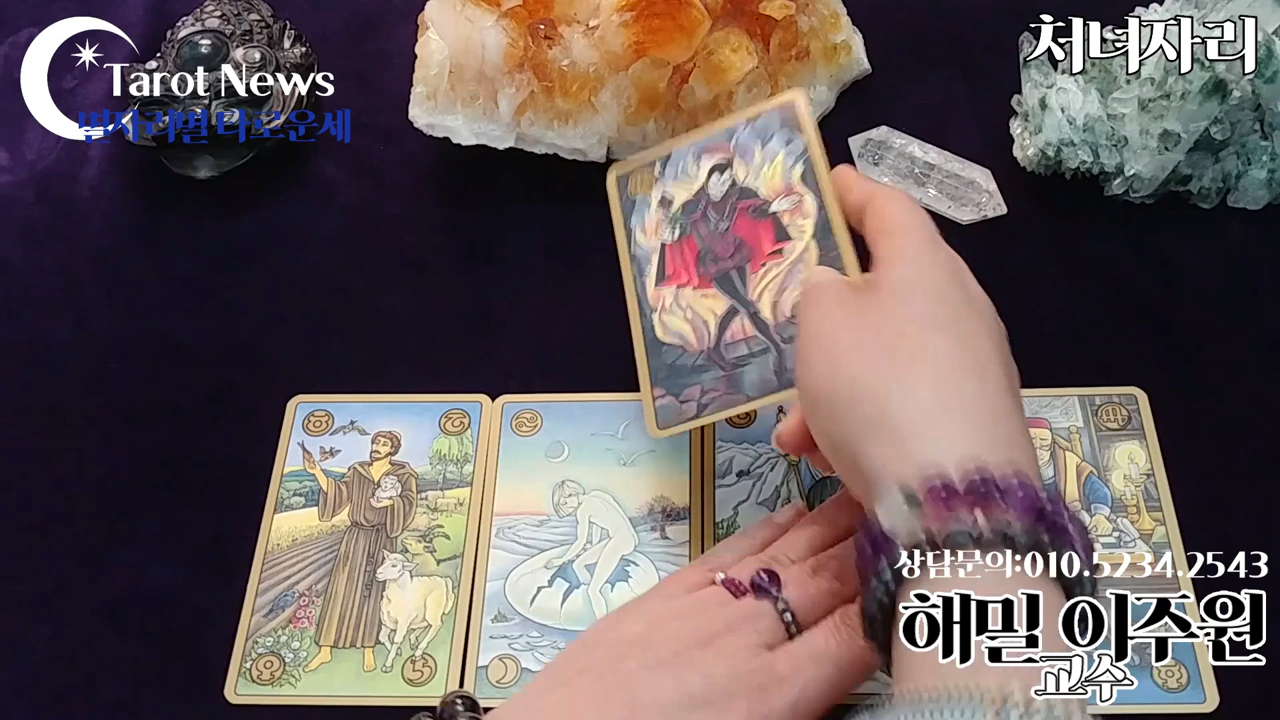 Tarot News
별자리별 타로운세
처녀자리
상담문의:010.5234.2543
해밀 이주원
교수